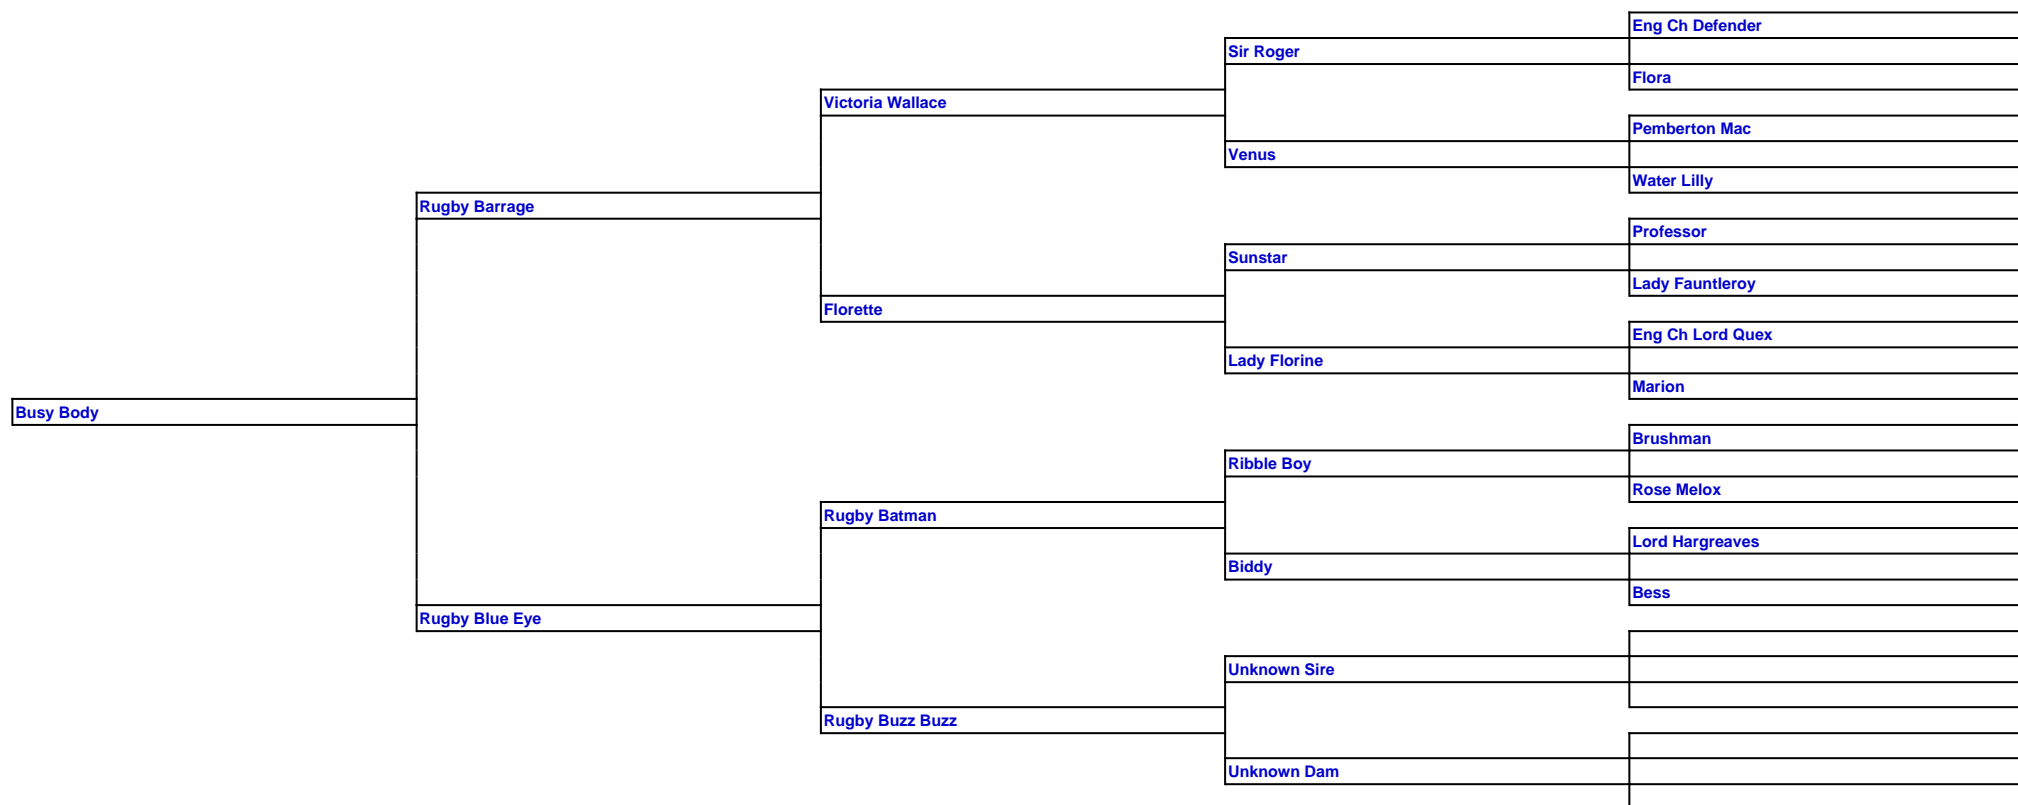 Eng Ch Defender
Sir Roger
Flora
Victoria Wallace
Pemberton Mac
Venus
Water Lilly
Rugby Barrage
Professor
Sunstar
Lady Fauntleroy
Florette
Eng Ch Lord Quex
Lady Florine
Marion
Busy Body
Brushman
Ribble Boy
Rose Melox
Rugby Batman
Lord Hargreaves
Biddy
Bess
Rugby Blue Eye
Unknown Sire
Rugby Buzz Buzz
Unknown Dam